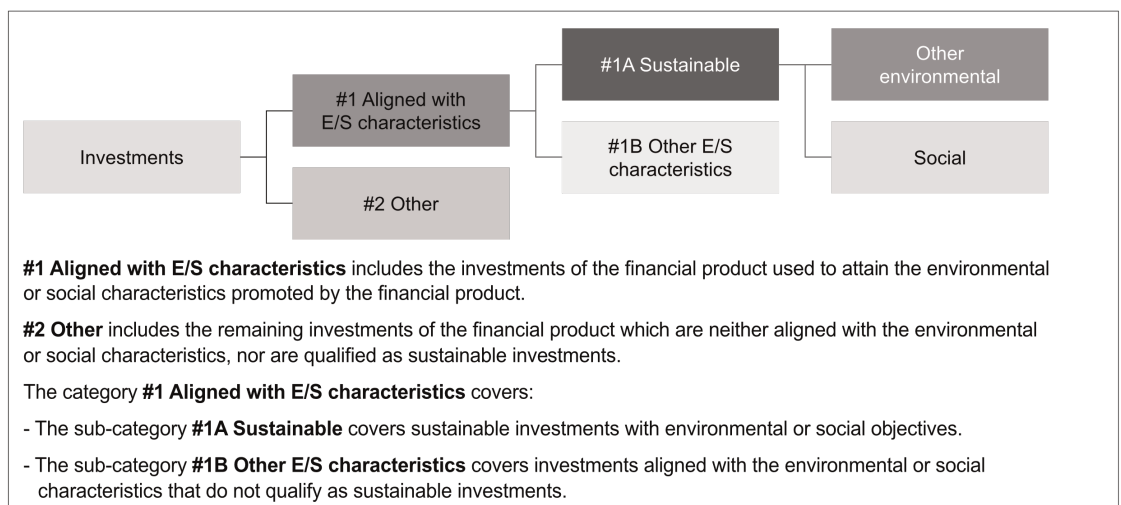 Investments
#1 Aligned with
E/S characteristics
#2 Other
#1A Sustainable
#1B Other E/S
characteristics
Other
environmental
Social
#1 Aligned with E/S characteristics includes the investments of the financial product used to attain the environmental
or social characteristics promoted by the financial product.
#2 Other includes the remaining investments of the financial product which are neither aligned with the environmental
or social characteristics, nor are qualified as sustainable investments.
The category #1 Aligned with E/S characteristics covers:
- The sub-category #1A Sustainable covers sustainable investments with environmental or social objectives.
- The sub-category #1B Other E/S characteristics covers investments aligned with the environmental or social
characteristics that do not qualify as sustainable investments.